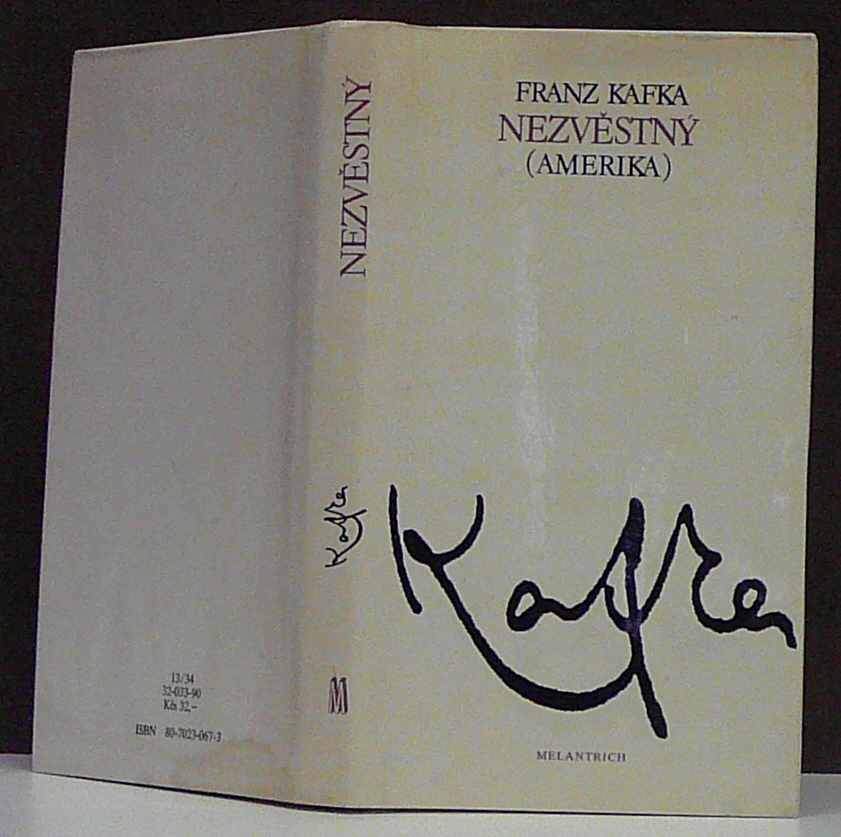 FRANZ KAFKA
NEZVĚSTNÝ
(AMERIKA)
Kafka
MELANTRICH
NEZVĚSTNÝ
Kafka
M
13/34
32-033-90
Kčs 32,–
ISBN 80-7023-067-3